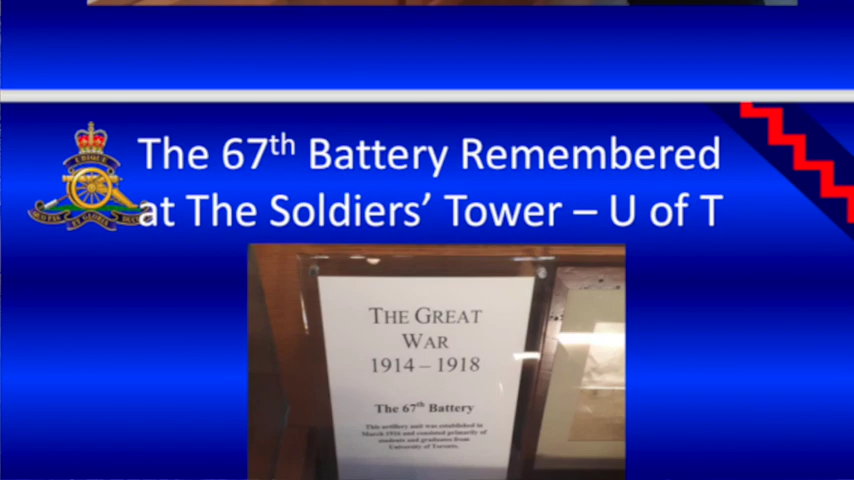 The 67th Battery Remembered
at The Soldiers' Tower – U of T
UBIQUE
THE GREAT
WAR
1914 – 1918
The 67th Battery
This artillery unit was established in
March 1916 and consisted primarily of
students and graduates from
University of Toronto.